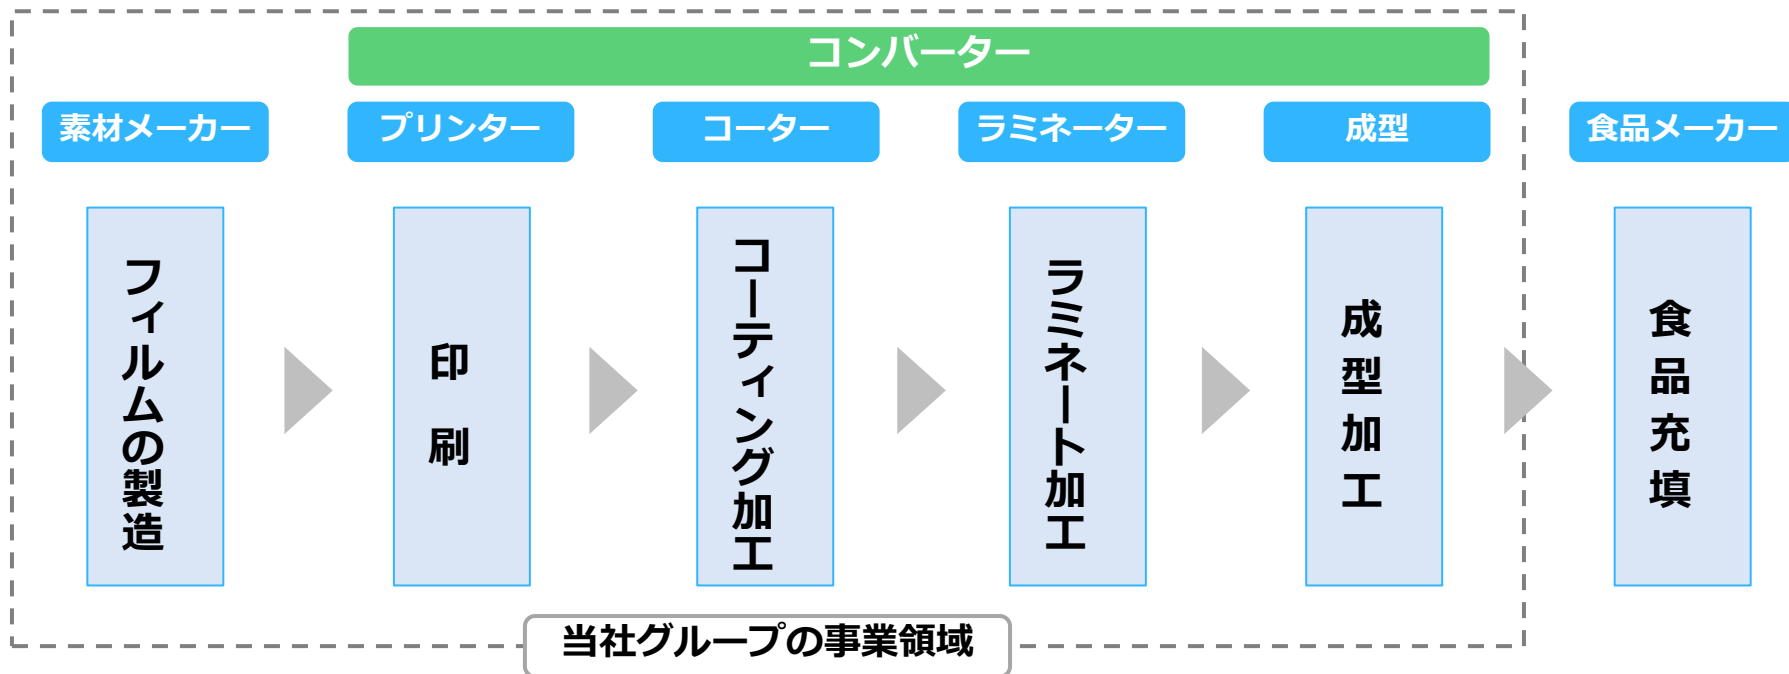 コンバーター
素材メーカー
プリンター
コーター
ラミネーター
成型
食品メーカー
フィルムの製造
印刷
コーティング加工
ラミネート加工
成型加工
食品充填
当社グループの事業領域